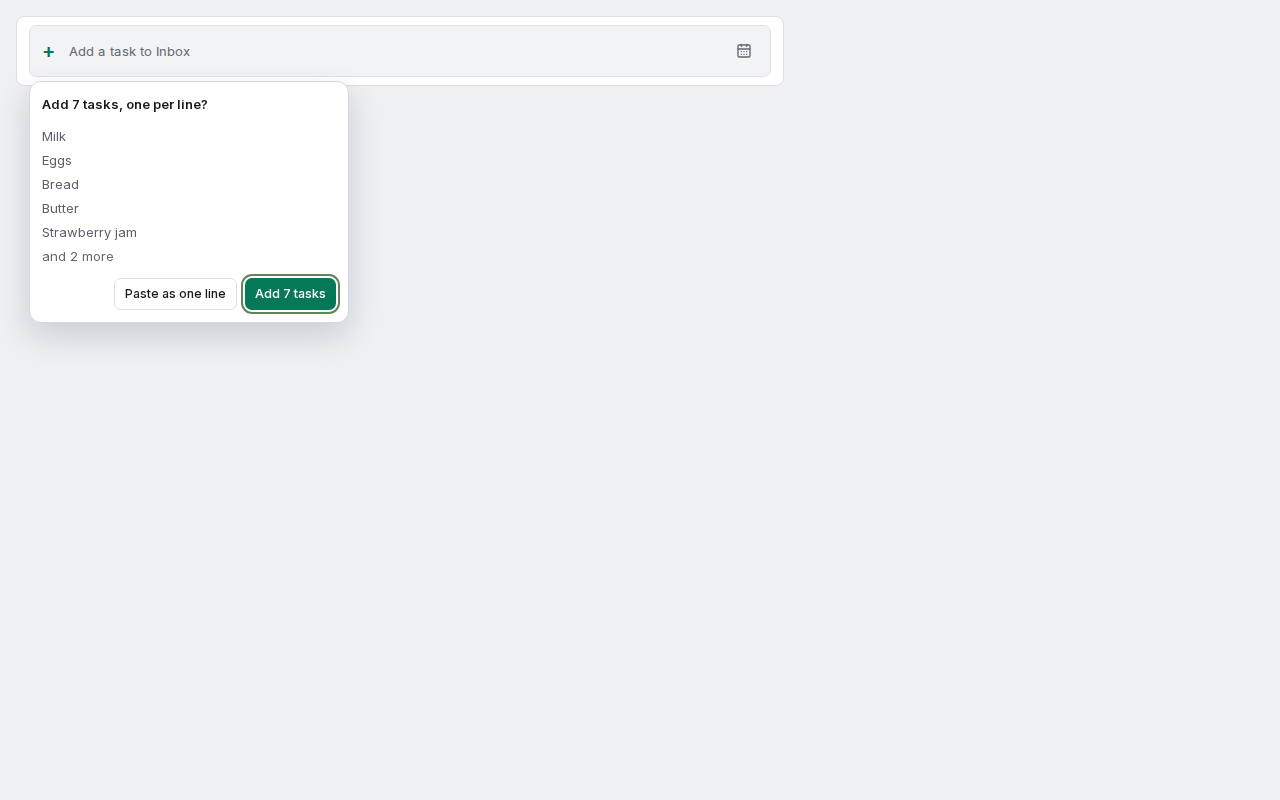 + Add a task to Inbox
Add 7 tasks, one per line?
Milk
Eggs
Bread
Butter
Strawberry jam
and 2 more
Paste as one line Add 7 tasks